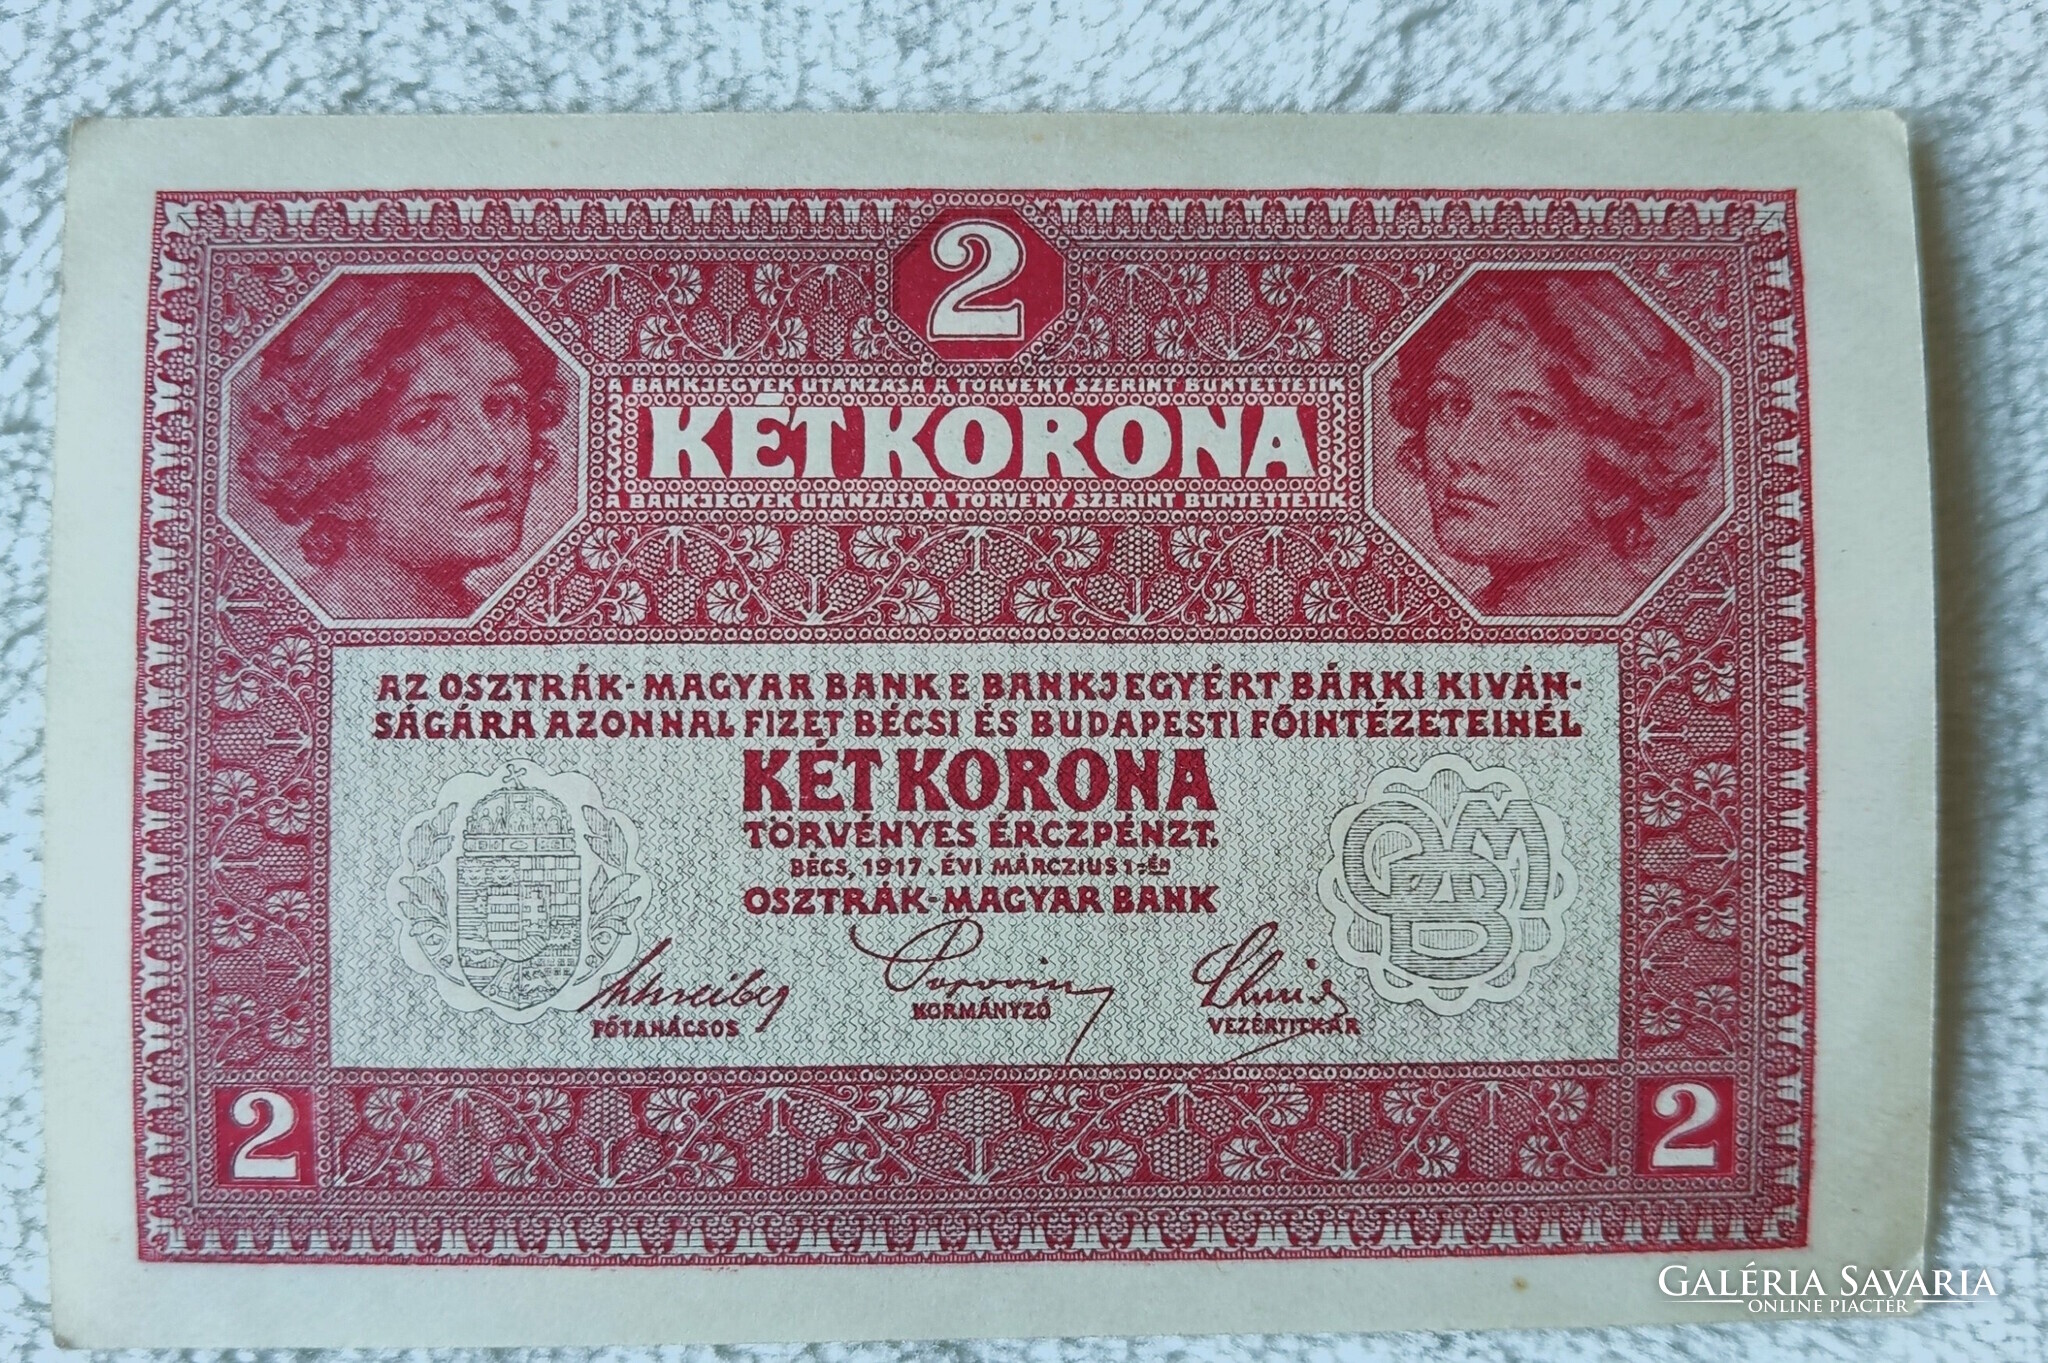 2
A BANKJEGYEK UTÁNZÁSA A TÖRVÉNY SZERINT BÜNTETTETIK
KÉT KORONA
A BANKJEGYEK UTÁNZÁSA A TÖRVÉNY SZERINT BÜNTETTETIK
AZ OSZTRÁK-MAGYAR BANK E BANKJEGYÉRT BÁRKI KIVÁN-
SÁGÁRA AZONNAL FIZET BÉCSI ÉS BUDAPESTI FŐINTÉZETEINÉL
KÉT KORONA
TÖRVÉNYES ÉRCZPÉNZT.
BÉCS, 1917. ÉVI MÁRCZIUS 1-ÉN
OSZTRÁK-MAGYAR BANK
FŐTANÁCSOS
KORMÁNYZÓ
VEZÉRTITKÁR
2
2
GALÉRIA SAVARIA
ONLINE PIACTÉR